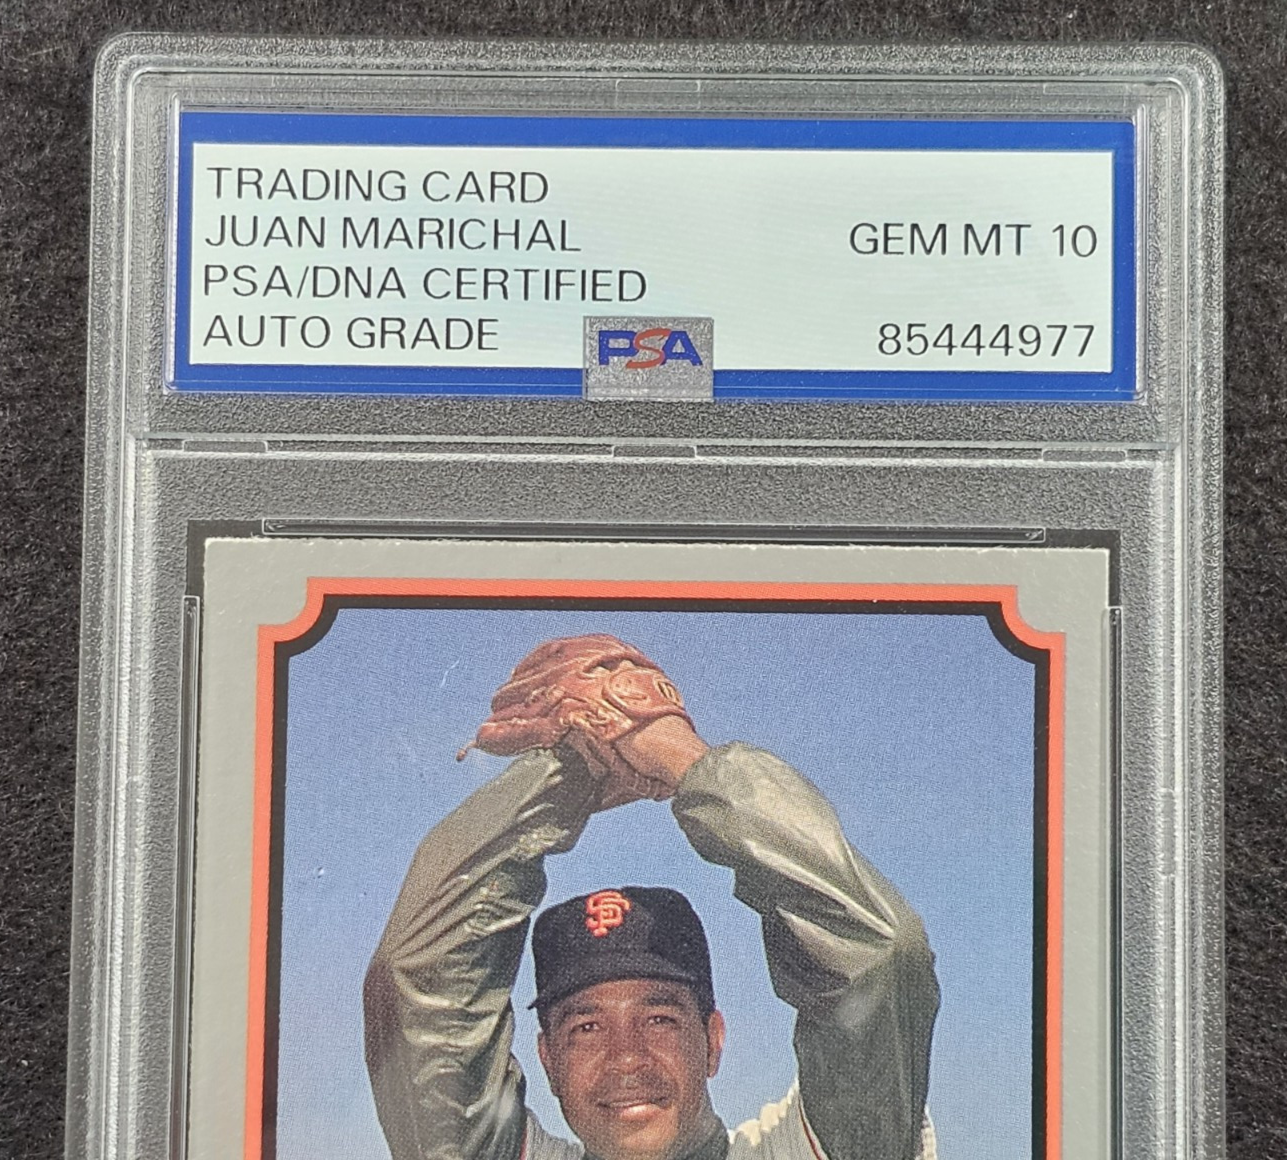 TRADING CARD
JUAN MARICHAL
GEM MT 10
PSA/DNA CERTIFIED
AUTO GRADE
PSA
85444977
SF